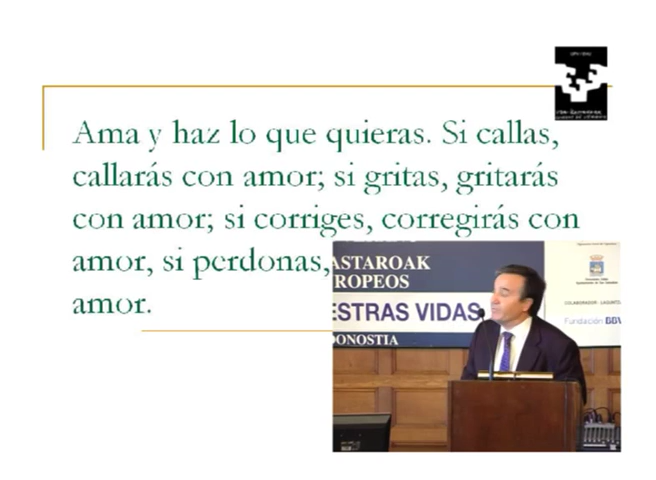 Ama y haz lo que quieras. Si callas,
callarás con amor; si gritas, gritarás
con amor; si corriges, corregirás con
amor, si perdonas,
amor.
ASTAROAK
ROPEOS
ESTRAS VIDAS
DONOSTIA
Fundación BBV